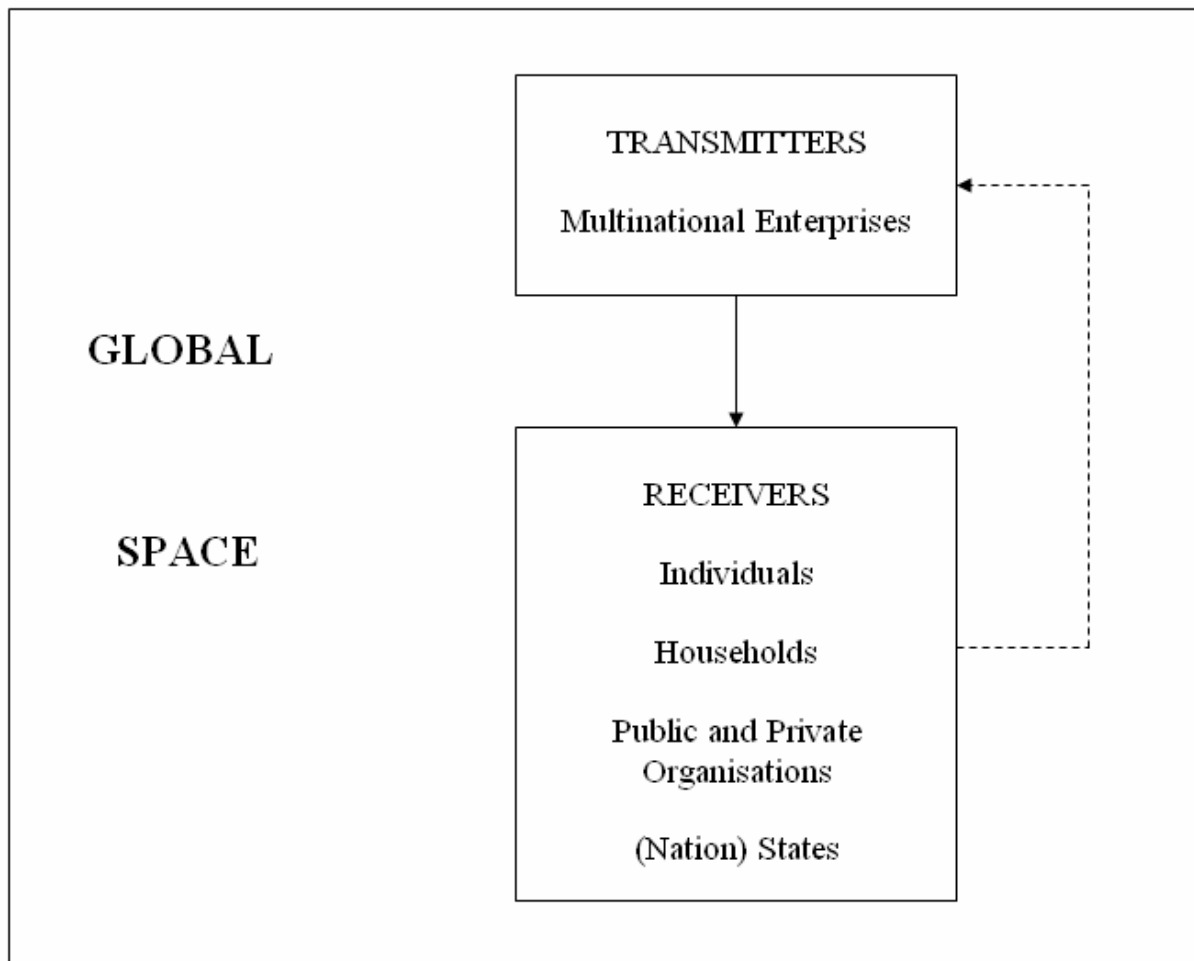 TRANSMITTERS
Multinational Enterprises
GLOBAL
SPACE
RECEIVERS
Individuals
Households
Public and Private
Organisations
(Nation) States